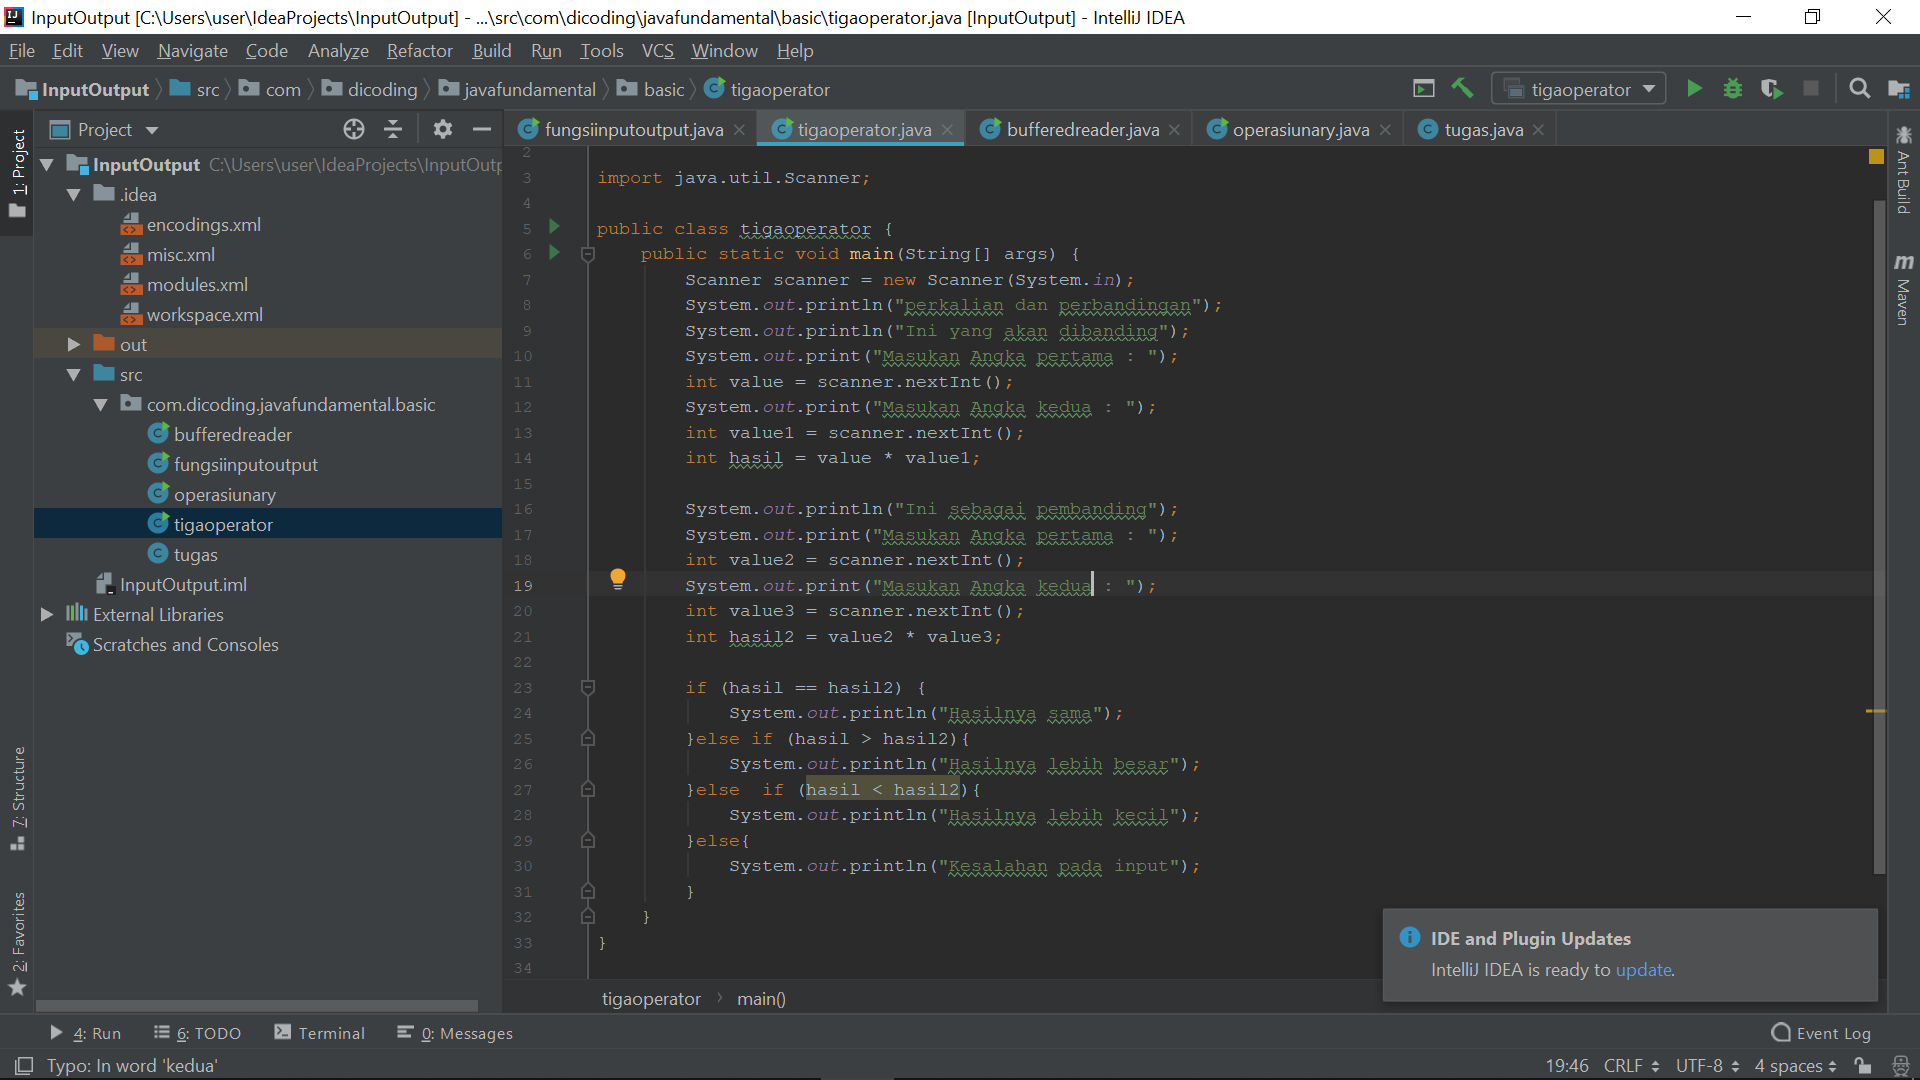 InputOutput [C:\Users\user\IdeaProjects\InputOutput] - ...\src\com\dicoding\javafundamental\basic\tigaoperator.java [InputOutput] - IntelliJ IDEA
File Edit View Navigate Code Analyze Refactor Build Run Tools VCS Window Help
InputOutput src com dicoding javafundamental basic tigaoperator
tigaoperator
1: Project
7: Structure
2: Favorites
Project
InputOutput C:\Users\user\IdeaProjects\InputOutp
.idea
encodings.xml
misc.xml
modules.xml
workspace.xml
out
src
com.dicoding.javafundamental.basic
bufferedreader
fungsiinputoutput
operasiunary
tigaoperator
tugas
InputOutput.iml
External Libraries
Scratches and Consoles
fungsiinputoutput.java tigaoperator.java bufferedreader.java operasiunary.java tugas.java
2
3 import java.util.Scanner;
4
5 public class tigaoperator {
6 public static void main(String[] args) {
7 Scanner scanner = new Scanner(System.in);
8 System.out.println("perkalian dan perbandingan");
9 System.out.println("Ini yang akan dibanding");
10 System.out.print("Masukan Angka pertama : ");
11 int value = scanner.nextInt();
12 System.out.print("Masukan Angka kedua : ");
13 int value1 = scanner.nextInt();
14 int hasil = value * value1;
15
16 System.out.println("Ini sebagai pembanding");
17 System.out.print("Masukan Angka pertama : ");
18 int value2 = scanner.nextInt();
19 System.out.print("Masukan Angka kedua : ");
20 int value3 = scanner.nextInt();
21 int hasil2 = value2 * value3;
22
23 if (hasil == hasil2) {
24 System.out.println("Hasilnya sama");
25 }else if (hasil > hasil2){
26 System.out.println("Hasilnya lebih besar");
27 }else  if (hasil < hasil2){
28 System.out.println("Hasilnya lebih kecil");
29 }else{
30 System.out.println("Kesalahan pada input");
31 }
32 }
33 }
34
tigaoperator main()
Ant Build
m Maven
IDE and Plugin Updates
IntelliJ IDEA is ready to update.
4: Run 6: TODO Terminal 0: Messages Event Log
Typo: In word 'kedua' 19:46 CRLF UTF-8 4 spaces